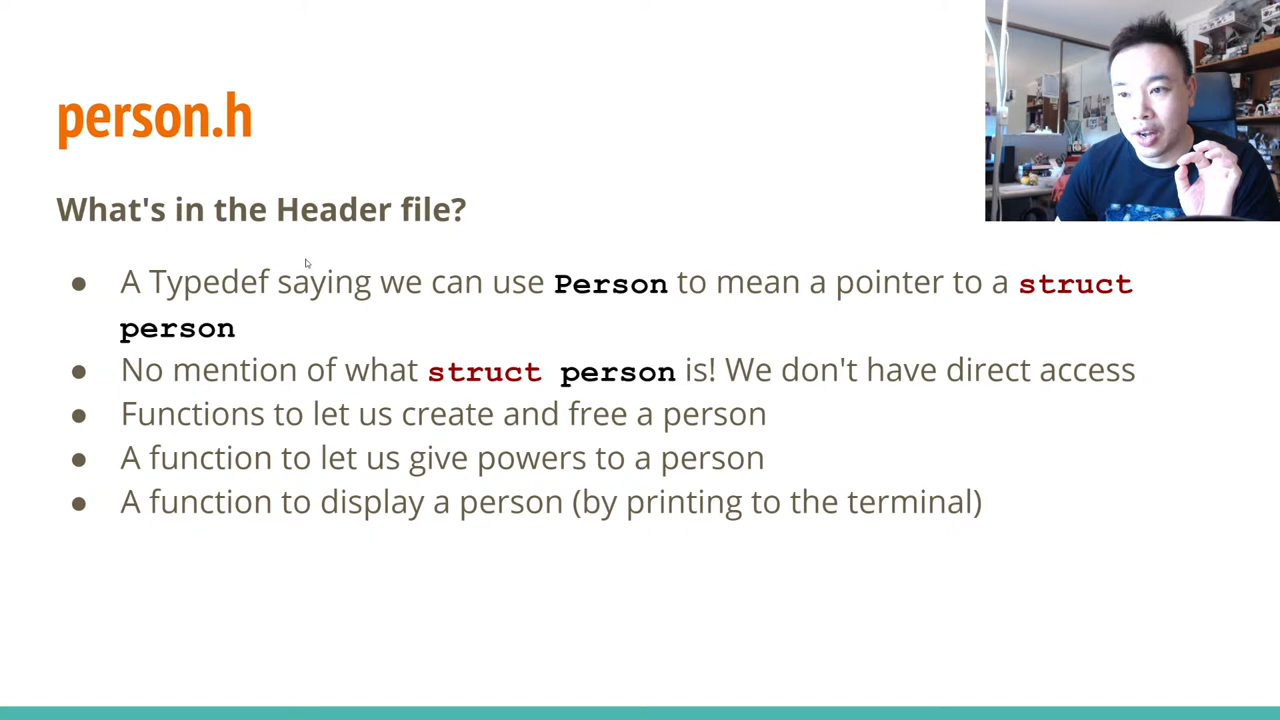 person.h
What's in the Header file?
● A Typedef saying we can use Person to mean a pointer to a struct
person
● No mention of what struct person is! We don't have direct access
● Functions to let us create and free a person
● A function to let us give powers to a person
● A function to display a person (by printing to the terminal)